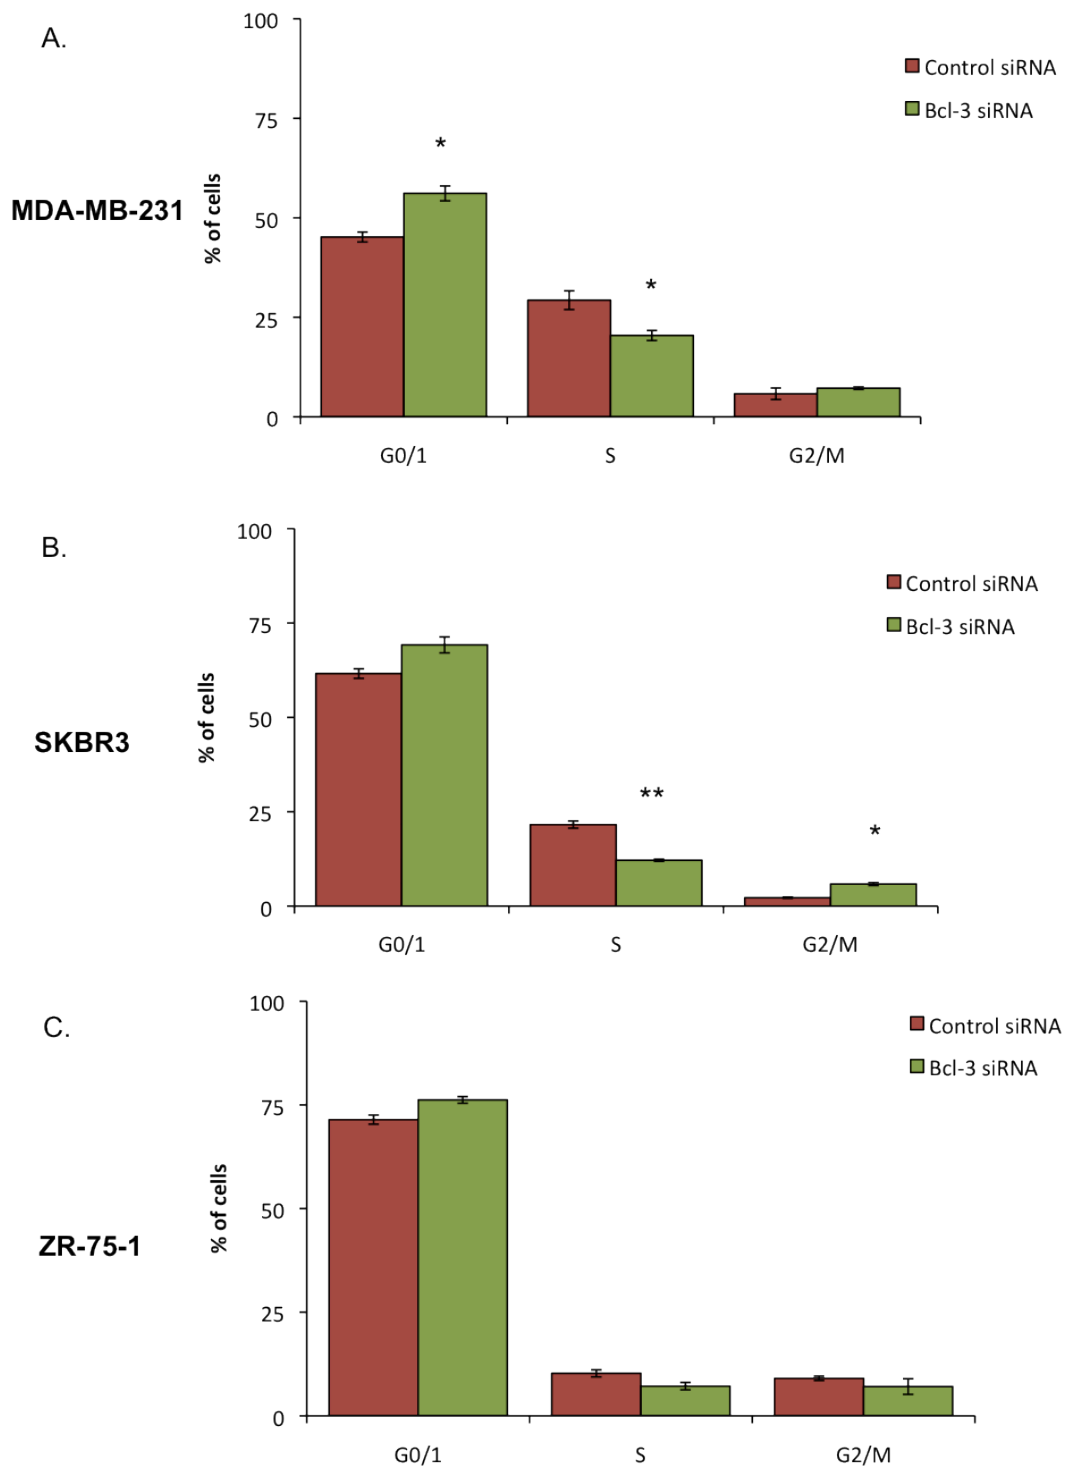 A.
MDA-MB-231
% of cells
100
75
50
25
0
Control siRNA
Bcl-3 siRNA
*
*
G0/1
S
G2/M
B.
SKBR3
% of cells
100
75
50
25
0
Control siRNA
Bcl-3 siRNA
**
*
G0/1
S
G2/M
C.
ZR-75-1
% of cells
100
75
50
25
0
Control siRNA
Bcl-3 siRNA
G0/1
S
G2/M